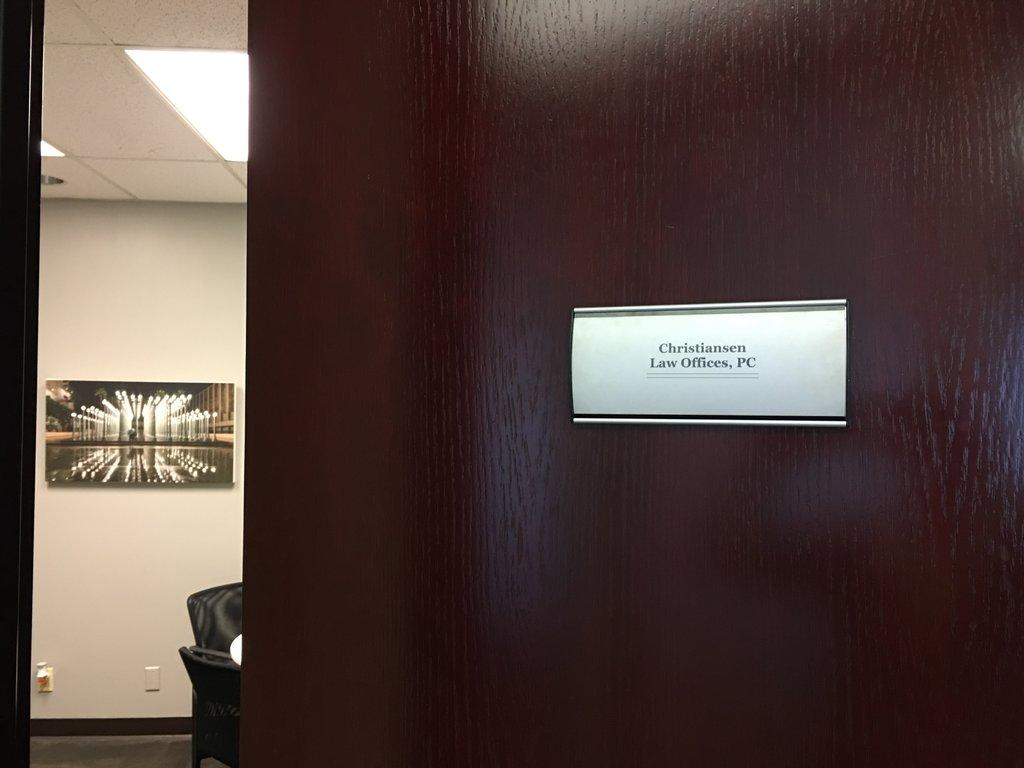 Christiansen
Law Offices, PC